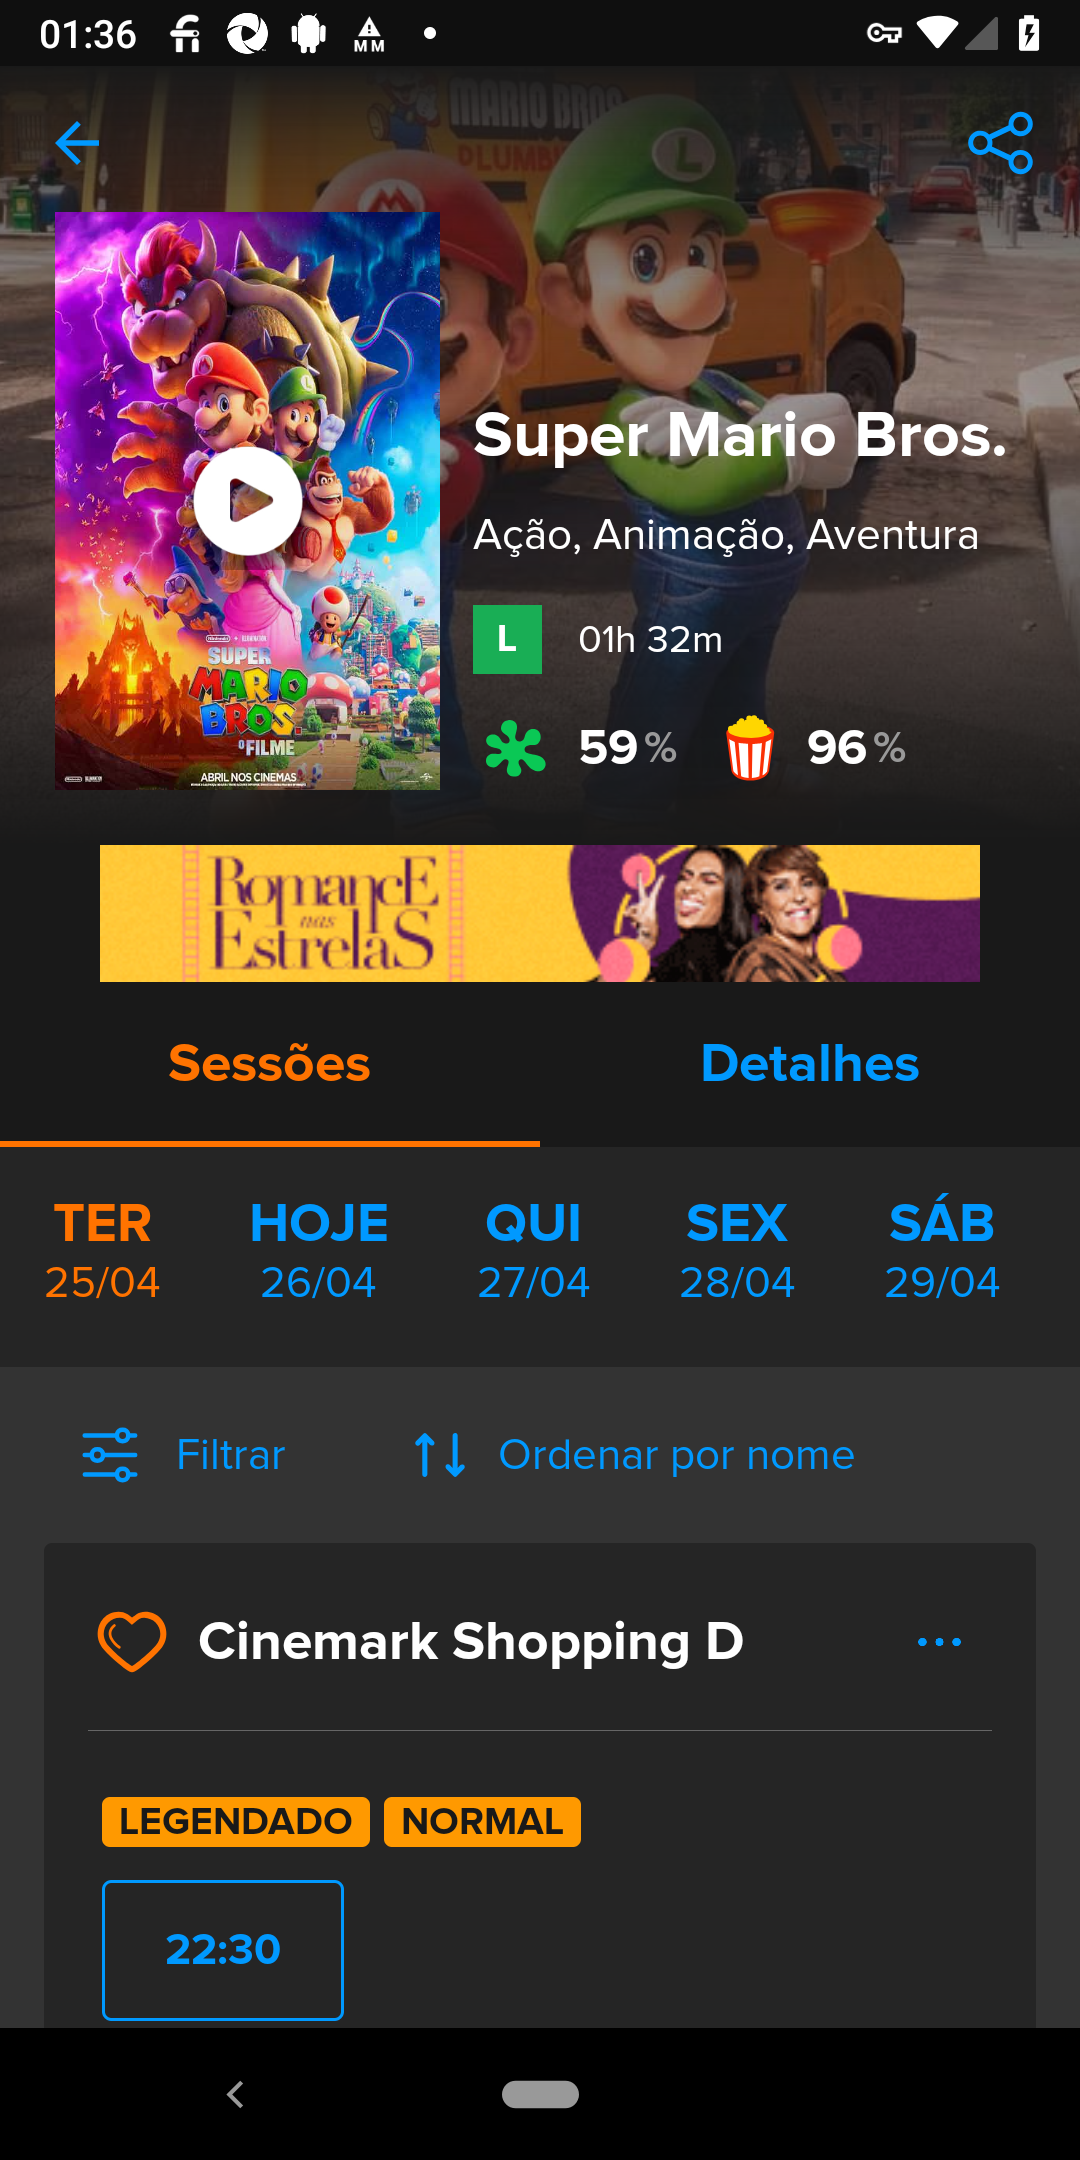 01:36
MM
MARIO BROS
PLUMBI
L
M
Super Mario Bros.
Ação, Animação, Aventura
L
01h 32m
59%
96%
SUPER
MARIO
BROS.
O FILME
ABRIL NOS CINEMAS
Romance
nas
Estrelas
Sessões
Detalhes
TER
HOJE
QUI
SEX
SÁB
25/04
26/04
27/04
28/04
29/04
Filtrar
Ordenar por nome
Cinemark Shopping D
LEGENDADO
NORMAL
22:30